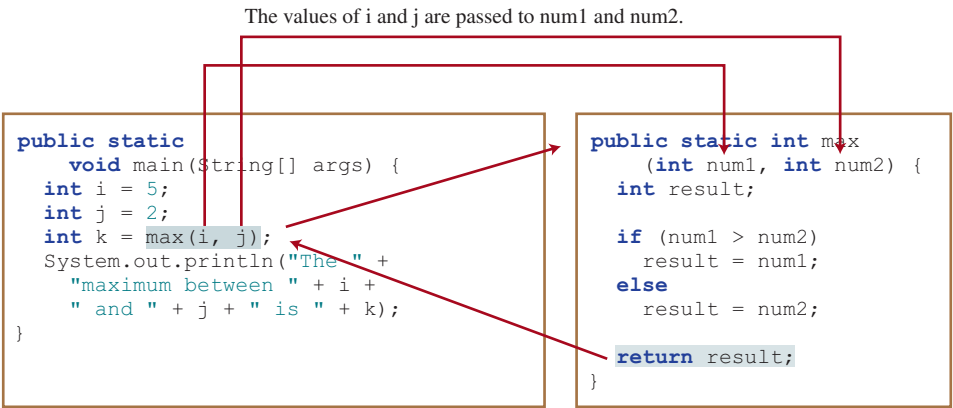 The values of i and j are passed to num1 and num2.
public static
    void main(String[] args) {
  int i = 5;
  int j = 2;
  int k = max(i, j);
  System.out.println("The " +
    "maximum between " + i +
    " and " + j + " is " + k);
}
public static int max
    (int num1, int num2) {
  int result;
  if (num1 > num2)
    result = num1;
  else
    result = num2;
  return result;
}